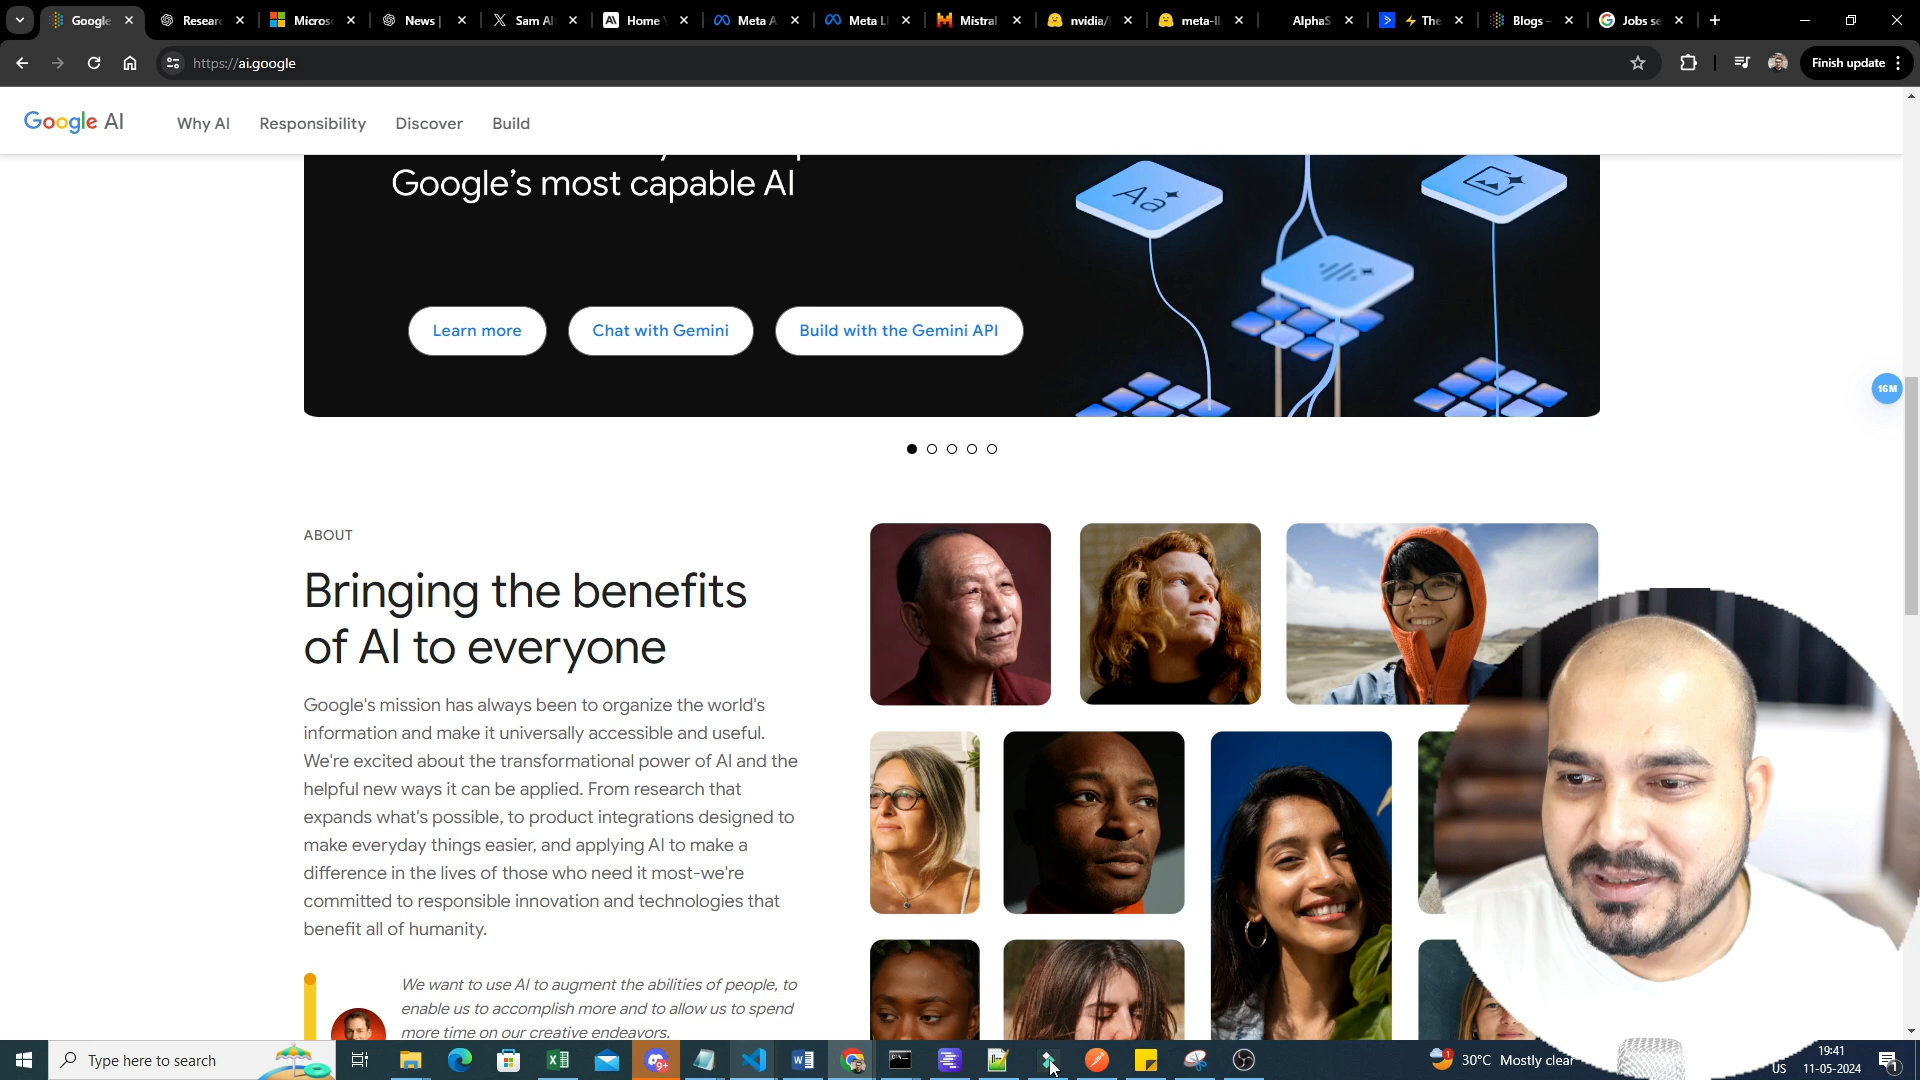 Google
Researc
Micros
News |
Sam Al
Home
Meta A
Meta Ll
Mistral
nvidia/
meta-ll
AlphaS
The
Blogs –
Jobs se
https://ai.google
Finish update
Google AI
Why AI
Responsibility
Discover
Build
Google's most capable AI
Aa
Learn more
Chat with Gemini
Build with the Gemini API
16M
ABOUT
Bringing the benefits
of AI to everyone
Google's mission has always been to organize the world's
information and make it universally accessible and useful.
We're excited about the transformational power of AI and the
helpful new ways it can be applied. From research that
expands what's possible, to product integrations designed to
make everyday things easier, and applying AI to make a
difference in the lives of those who need it most-we're
committed to responsible innovation and technologies that
benefit all of humanity.
We want to use AI to augment the abilities of people, to
enable us to accomplish more and to allow us to spend
more time on our creative endeavors.
Type here to search
9+
30°C Mostly clear
US
19:41
11-05-2024
1